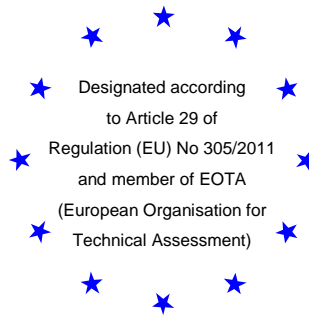 Designated according
to Article 29 of
Regulation (EU) No 305/2011
and member of EOTA
(European Organisation for
Technical Assessment)